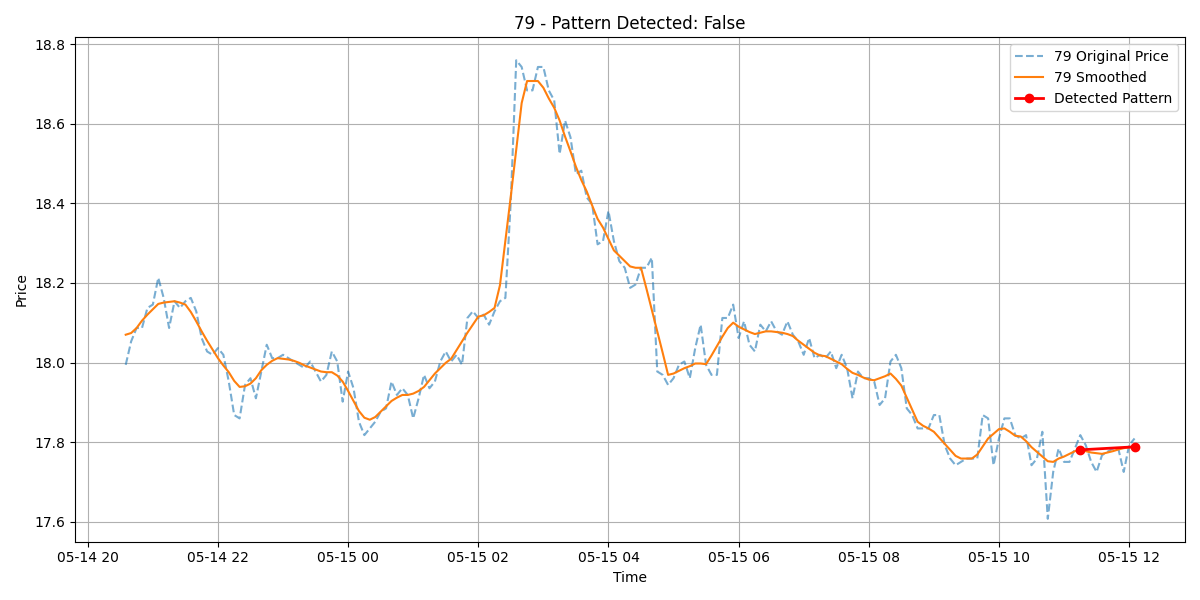 79 - Pattern Detected: False
79 Original Price
79 Smoothed
Detected Pattern
Price
18.8
18.6
18.4
18.2
18.0
17.8
17.6
05-14 20
05-14 22
05-15 00
05-15 02
05-15 04
05-15 06
05-15 08
05-15 10
05-15 12
Time